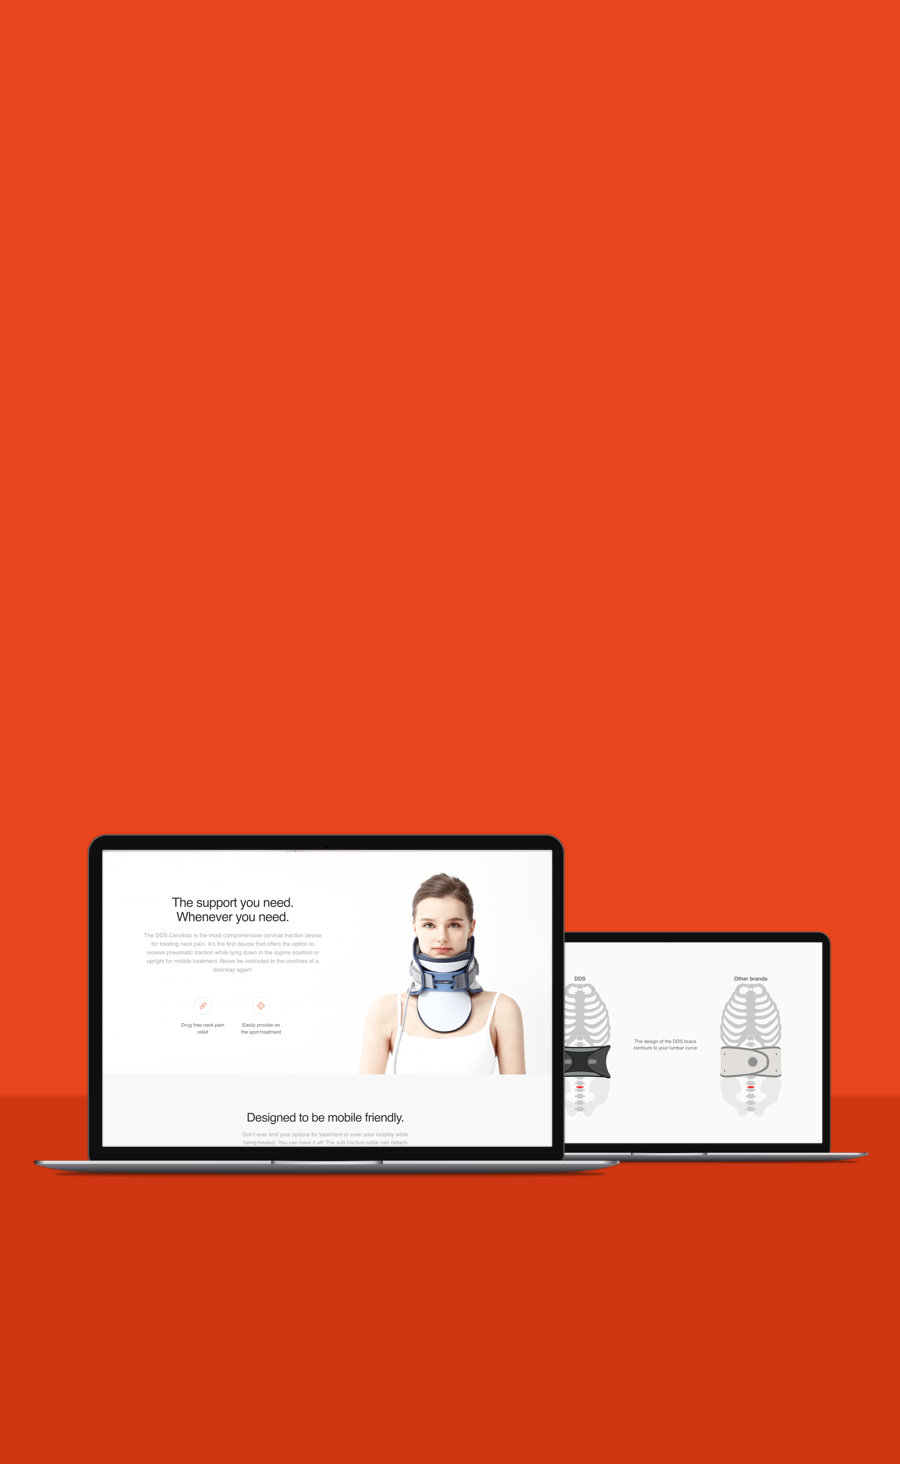 The support you need.
Whenever you need.
The DDS Cervitrac is the most comprehensive cervical traction device
for treating neck pain. It's the first device that offers the option to
receive pneumatic traction while lying down in the supine position or
upright for mobile treatment. Never be restricted to the confines of a
doorway again!
Drug free neck pain
relief
Easily provide on
the spot treatment
Designed to be mobile friendly.
Don't ever limit your options for treatment or even your mobility while
being treated. You can have it all! The soft traction collar can detach
DDS
The design of the DDS brace
contours to your lumbar curve
Other brands